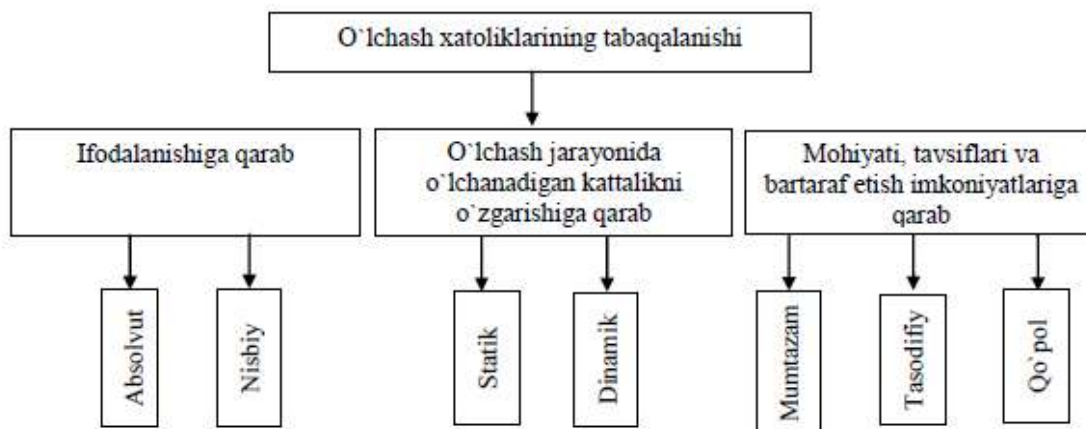 O`lchash xatoliklarining tabaqalanishi
Ifodalanishiga qarab
O`lchash jarayonida
o`lchanadigan kattalikni
o`zgarishiga qarab
Mohiyati, tavsiflari va
bartaraf etish imkoniyatlariga
qarab
Absolvut
Nisbiy
Statik
Dinamik
Mumtazam
Tasodifiy
Qo`pol